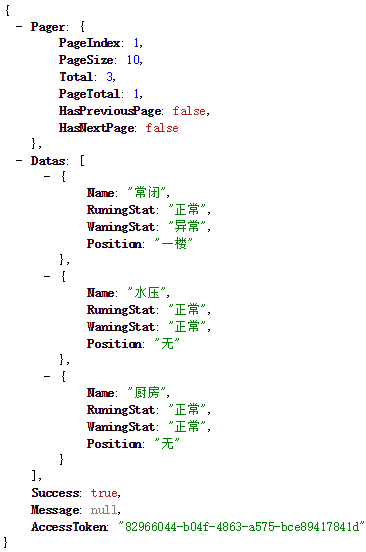 {
- Pager: {
PageIndex: 1,
PageSize: 10,
Total: 3,
PageTotal: 1,
HasPreviousPage: false,
HasNextPage: false
},
- Datas: [
- {
Name: "常闭",
RuningStat: "正常",
WaningStat: "异常",
Position: "一楼"
},
- {
Name: "水压",
RuningStat: "正常",
WaningStat: "正常",
Position: "无"
},
- {
Name: "厨房",
RuningStat: "正常",
WaningStat: "正常",
Position: "无"
}
],
Success: true,
Message: null,
AccessToken: "82966044-b04f-4863-a575-bce89417841d"
}